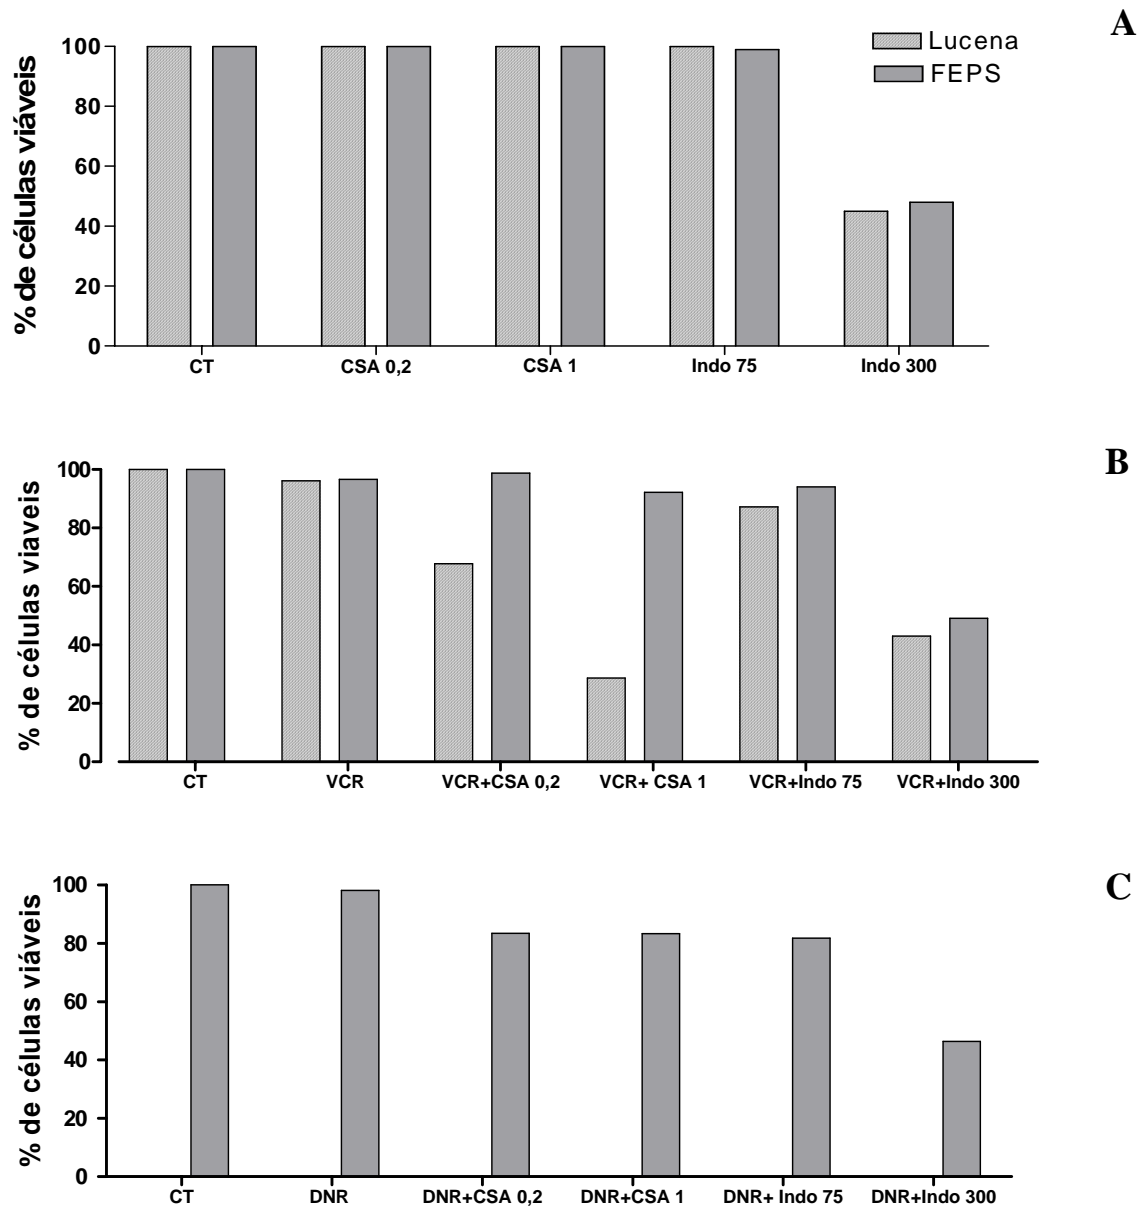 A
% de células viáveis
100
80
60
40
20
0
Lucena
FEPS
CT CSA 0,2 CSA 1 Indo 75 Indo 300
B
% de células viaveis
100
80
60
40
20
0
CT VCR VCR+CSA 0,2 VCR+ CSA 1 VCR+Indo 75 VCR+Indo 300
C
% de células viáveis
100
80
60
40
20
0
CT DNR DNR+CSA 0,2 DNR+CSA 1 DNR+ Indo 75 DNR+Indo 300